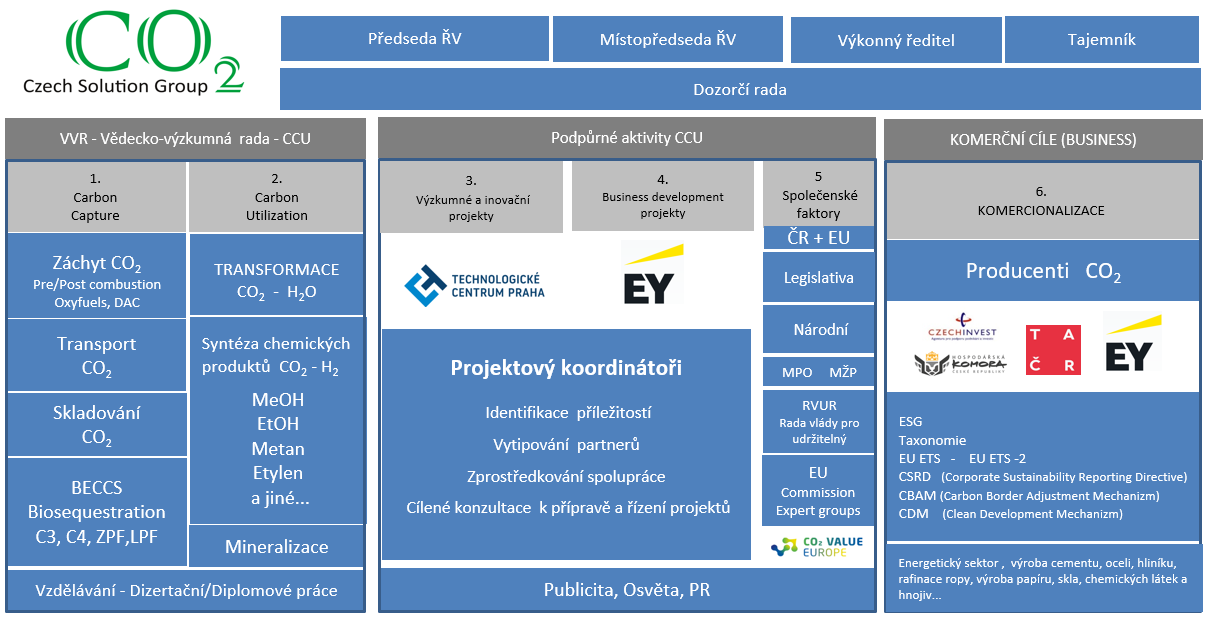 CO2
Czech Solution Group
Předseda ŘV
Místopředseda ŘV
Výkonný ředitel
Tajemník
Dozorčí rada
VVR - Vědecko-výzkumná rada - CCU
1.
Carbon
Capture
2.
Carbon
Utilization
Záchyt CO2
Pre/Post combustion
Oxyfuels, DAC
Transport
CO2
Skladování
CO2
BECCS
Biosequestration
C3, C4, ZPF,LPF
TRANSFORMACE
CO2 - H2O
Syntéza chemických
produktů CO2 - H2
MeOH
EtOH
Metan
Etylen
a jiné...
Mineralizace
Vzdělávání - Dizertační/Diplomové práce
Podpůrné aktivity CCU
3.
Výzkumné a inovační
projekty
4.
Business development
projekty
5
Společenské
faktory
TECHNOLOGICKÉ
CENTRUM PRAHA
EY
Projektový koordinátoři
Identifikace příležitostí
Vytipování partnerů
Zprostředkování spolupráce
Cílené konzultace k přípravě a řízení projektů
ČR + EU
Legislativa
Národní
MPO MŽP
RVUR
Rada vlády pro
udržitelný
EU
Commission
Expert groups
CO2 VALUE
EUROPE
Publicita, Osvěta, PR
KOMERČNÍ CÍLE (BUSINESS)
6.
KOMERCIONALIZACE
Producenti CO2
CZECHINVEST
HOSPODÁŘSKÁ
KOMORA
ČESKÉ REPUBLIKY
T A
Č R
EY
ESG
Taxonomie
EU ETS - EU ETS -2
CSRD (Corporate Sustainability Reporting Directive)
CBAM (Carbon Border Adjustment Mechanizm)
CDM (Clean Development Mechanizm)
Energetický sektor , výroba cementu, oceli, hliníku,
rafinace ropy, výroba papíru, skla, chemických látek a
hnojiv...